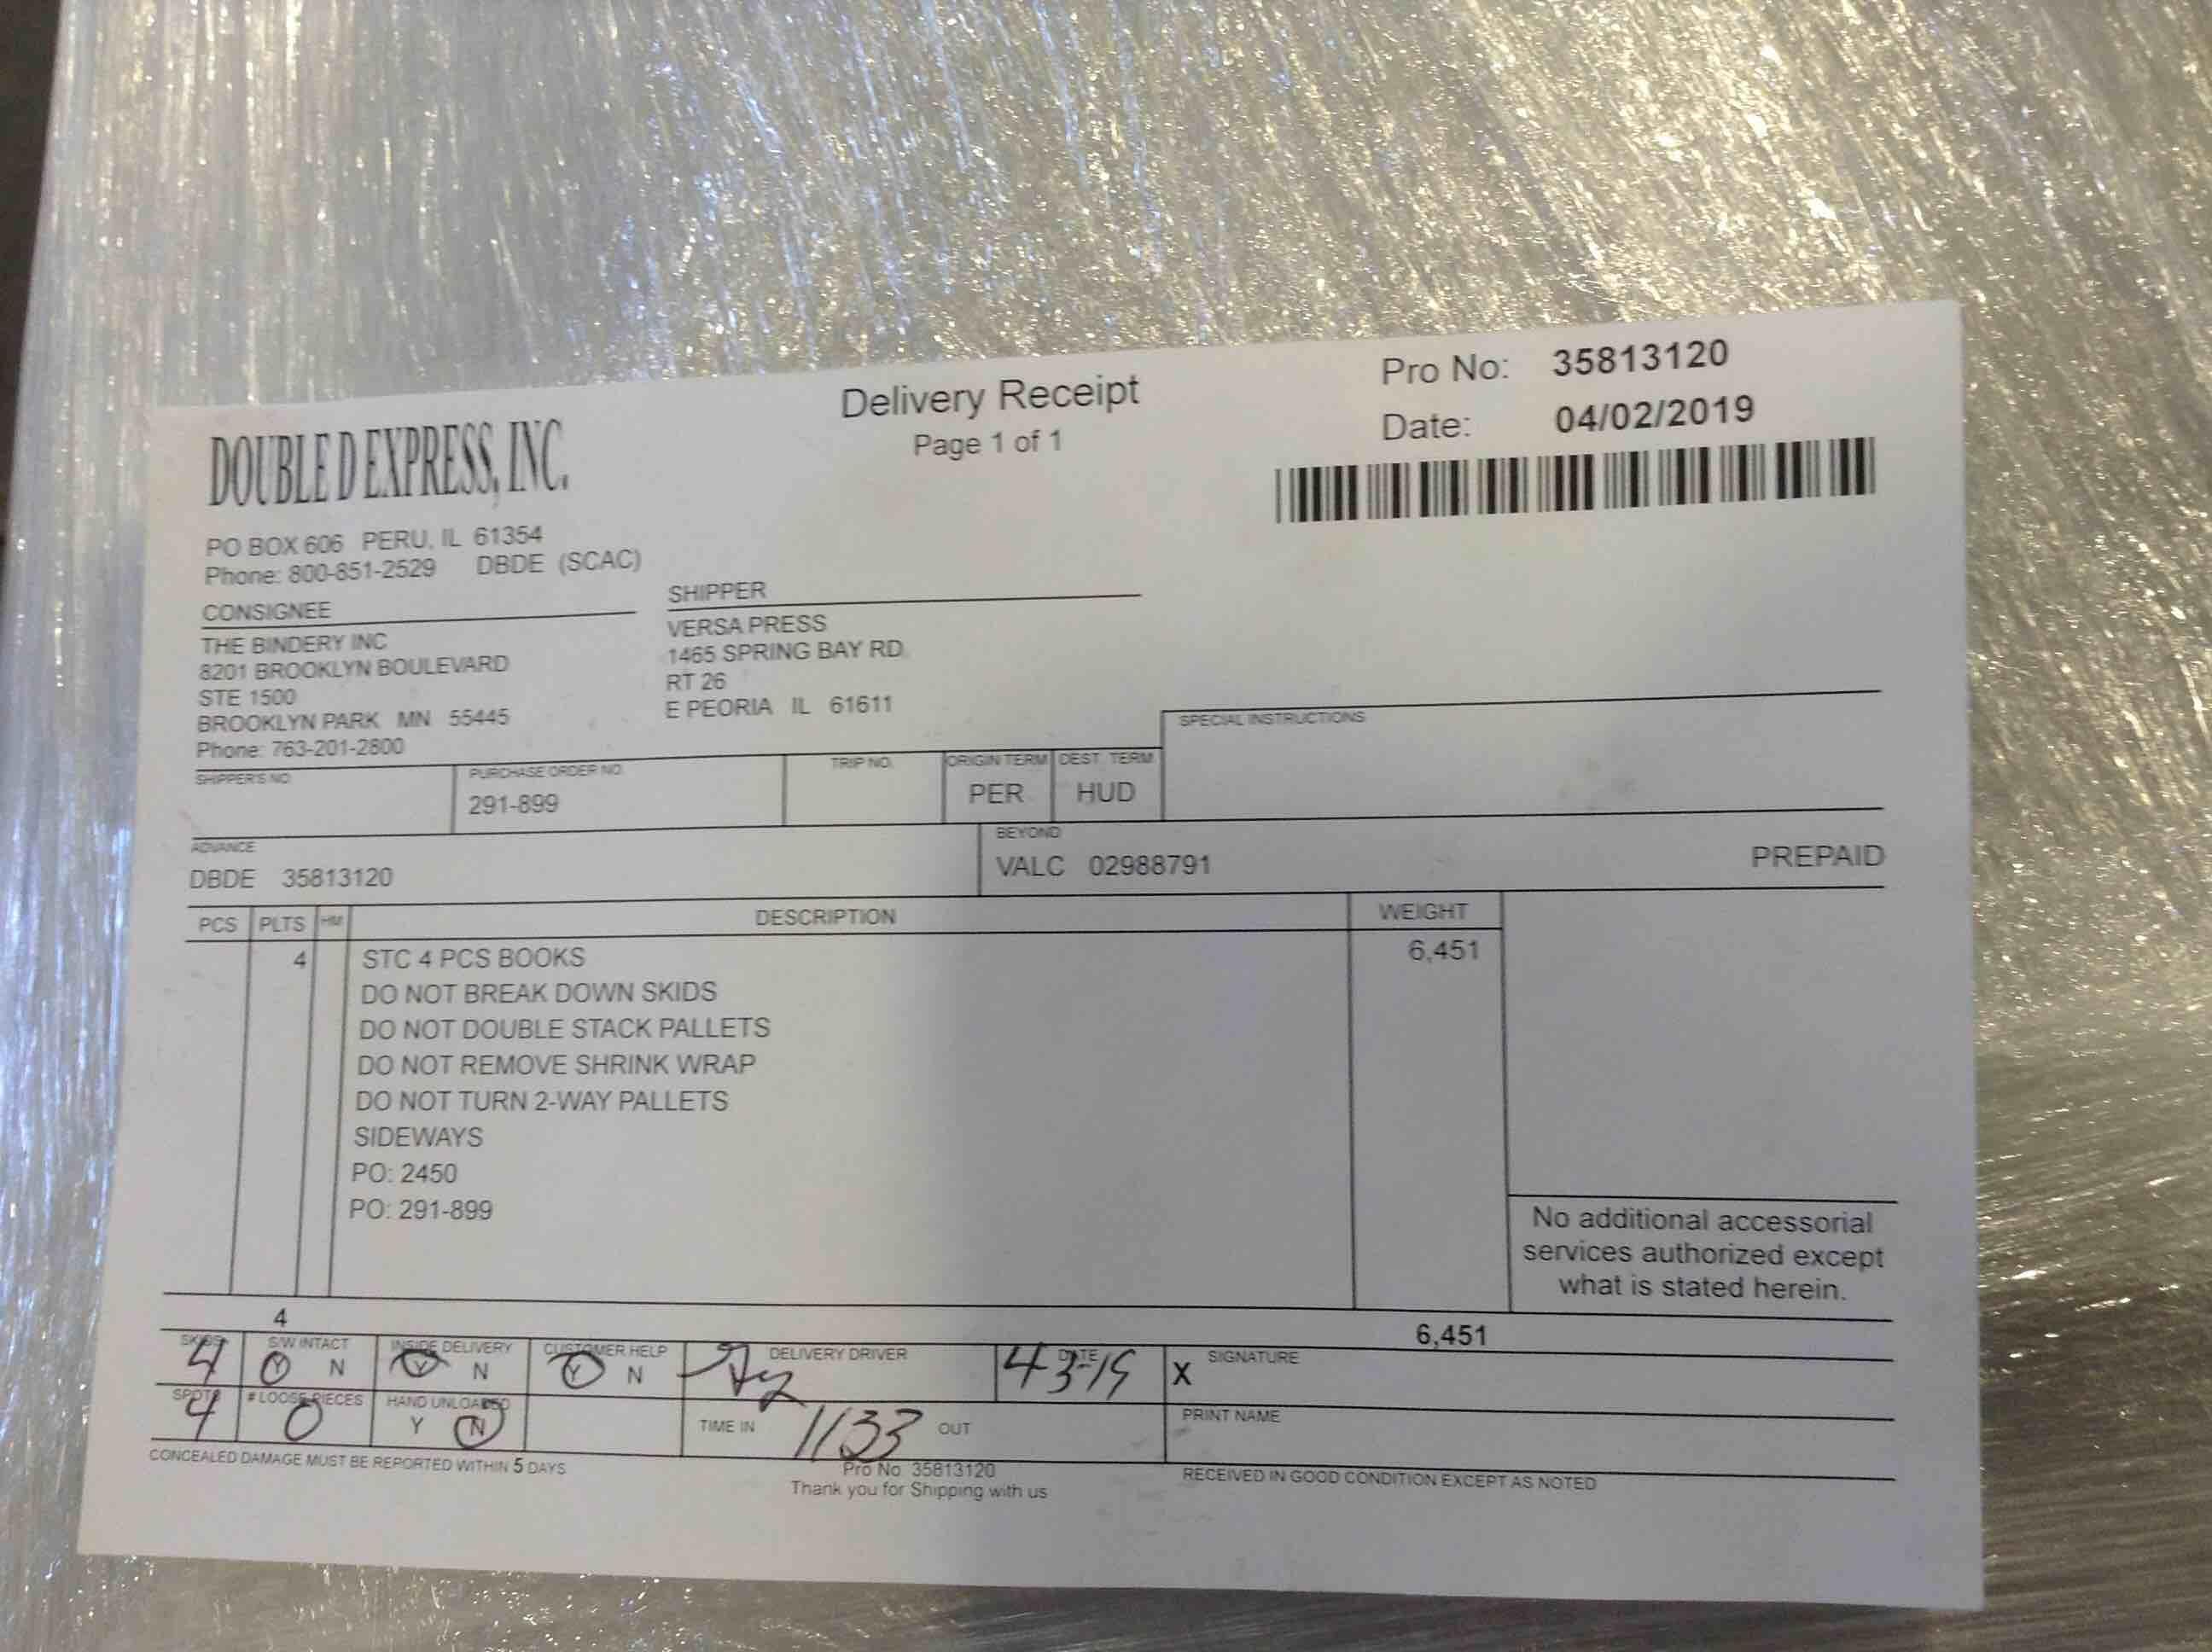 DOUBLE D EXPRESS, INC.
Delivery Receipt
Page 1 of 1
Pro No: 35813120
Date: 04/02/2019
PO BOX 606 PERU, IL 61354
Phone: 800-851-2529 DBDE (SCAC)
CONSIGNEE
THE BINDERY INC
8201 BROOKLYN BOULEVARD
STE 1500
BROOKLYN PARK MN 55445
Phone: 763-201-2800
SHIPPER
VERSA PRESS
1465 SPRING BAY RD
RT 26
E PEORIA IL 61611
SPECIAL INSTRUCTIONS
SHIPPER'S NO
PURCHASE ORDER NO.
291-899
TRIP NO.
ORIGIN TERM
PER
DEST. TERM
HUD
ADVANCE
DBDE 35813120
BEYOND
VALC 02988791
PREPAID
PCS PLTS HM DESCRIPTION WEIGHT
4 STC 4 PCS BOOKS 6,451
DO NOT BREAK DOWN SKIDS
DO NOT DOUBLE STACK PALLETS
DO NOT REMOVE SHRINK WRAP
DO NOT TURN 2-WAY PALLETS
SIDEWAYS
PO: 2450
PO: 291-899
No additional accessorial
services authorized except
what is stated herein.
4 6,451
SKIDS
4
S/W INTACT
Y N
INSIDE DELIVERY
Y N
CUSTOMER HELP
Y N
DELIVERY DRIVER
DATE
4-3-19
X SIGNATURE
SPOTS
4
# LOOSE PIECES
0
HAND UNLOADED
Y N
TIME IN 1133 OUT
PRINT NAME
CONCEALED DAMAGE MUST BE REPORTED WITHIN 5 DAYS
Pro No 35813120
Thank you for Shipping with us
RECEIVED IN GOOD CONDITION EXCEPT AS NOTED